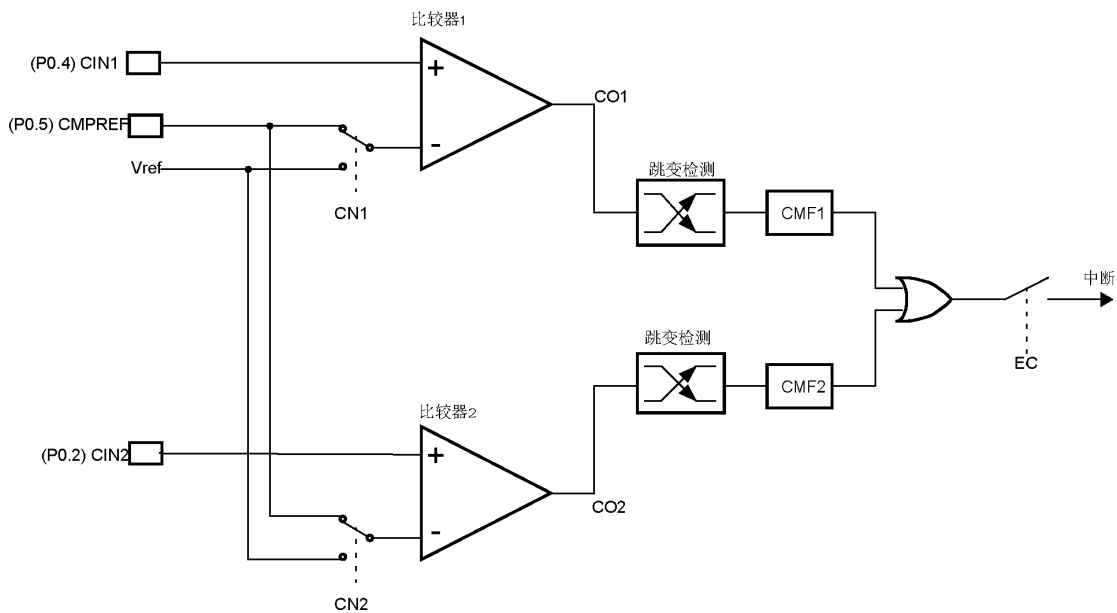 比较器1
(P0.4) CIN1
+
(P0.5) CMPREF
-
CO1
Vref
CN1
跳变检测
CMF1
中断
EC
跳变检测
CMF2
比较器2
(P0.2) CIN2
+
-
CO2
CN2